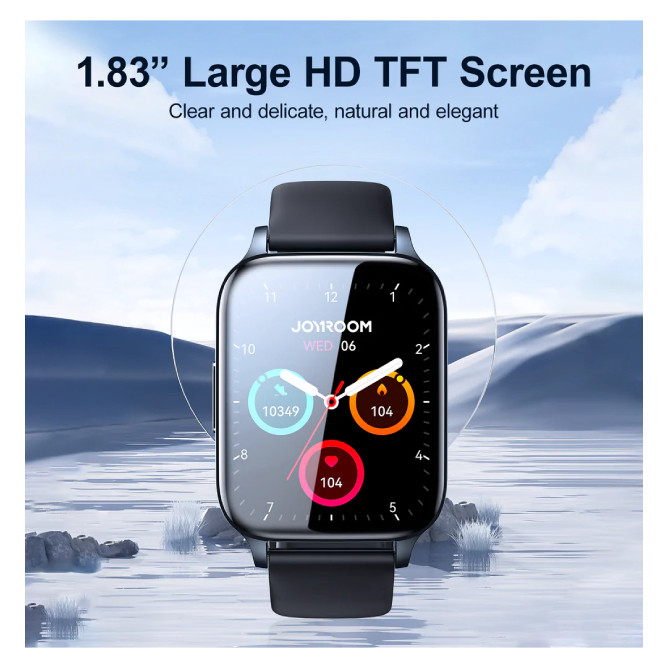 1.83” Large HD TFT Screen
Clear and delicate, natural and elegant
11 12 1
JOYROOM
WED 06
10 2
10349 104
8 4
104
7 5